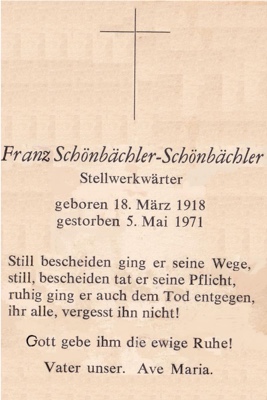 Franz Schönbächler-Schönbächler
Stellwerkwärter
geboren 18. März 1918
gestorben 5. Mai 1971
Still bescheiden ging er seine Wege,
still, bescheiden tat er seine Pflicht,
ruhig ging er auch dem Tod entgegen,
ihr alle, vergesst ihn nicht!
Gott gebe ihm die ewige Ruhe!
Vater unser. Ave Maria.